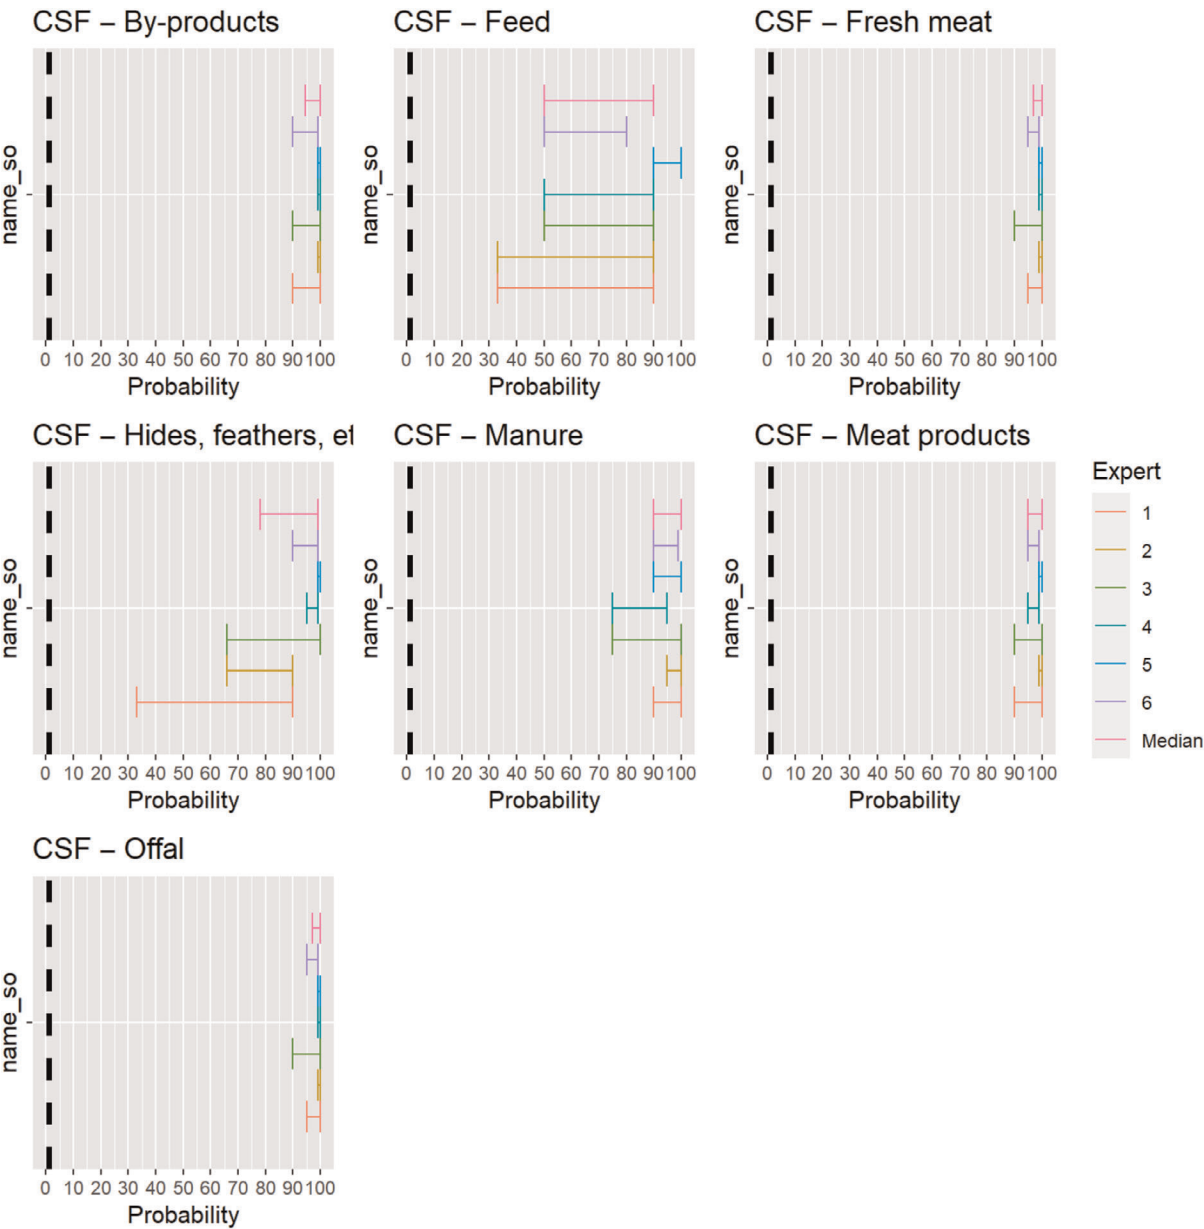 CSF – By-products
CSF – Feed
CSF – Fresh meat
name_so
name_so
name_so
0 10 20 30 40 50 60 70 80 90 100
0 10 20 30 40 50 60 70 80 90 100
0 10 20 30 40 50 60 70 80 90 100
Probability
Probability
Probability
CSF – Hides, feathers, et
CSF – Manure
CSF – Meat products
name_so
name_so
name_so
0 10 20 30 40 50 60 70 80 90 100
0 10 20 30 40 50 60 70 80 90 100
0 10 20 30 40 50 60 70 80 90 100
Probability
Probability
Probability
Expert
1
2
3
4
5
6
Median
CSF – Offal
name_so
0 10 20 30 40 50 60 70 80 90 100
Probability